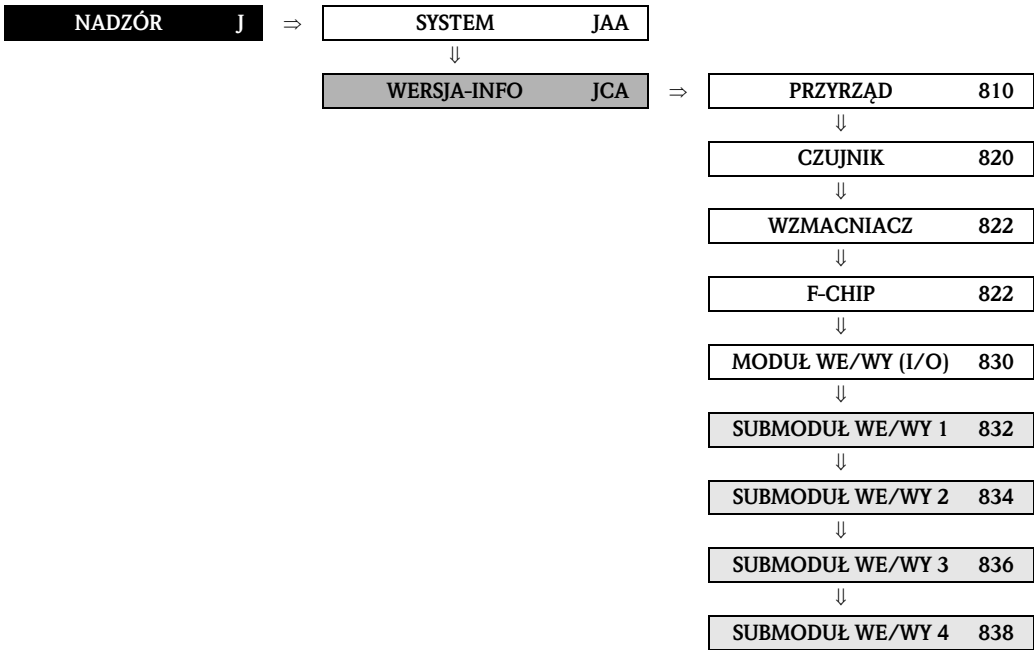 NADZÓR J ⇒ SYSTEM JAA
⇓
WERSJA-INFO JCA ⇒ PRZYRZĄD 810
⇓
CZUJNIK 820
⇓
WZMACNIACZ 822
⇓
F-CHIP 822
⇓
MODUŁ WE/WY (I/O) 830
⇓
SUBMODUŁ WE/WY 1 832
⇓
SUBMODUŁ WE/WY 2 834
⇓
SUBMODUŁ WE/WY 3 836
⇓
SUBMODUŁ WE/WY 4 838